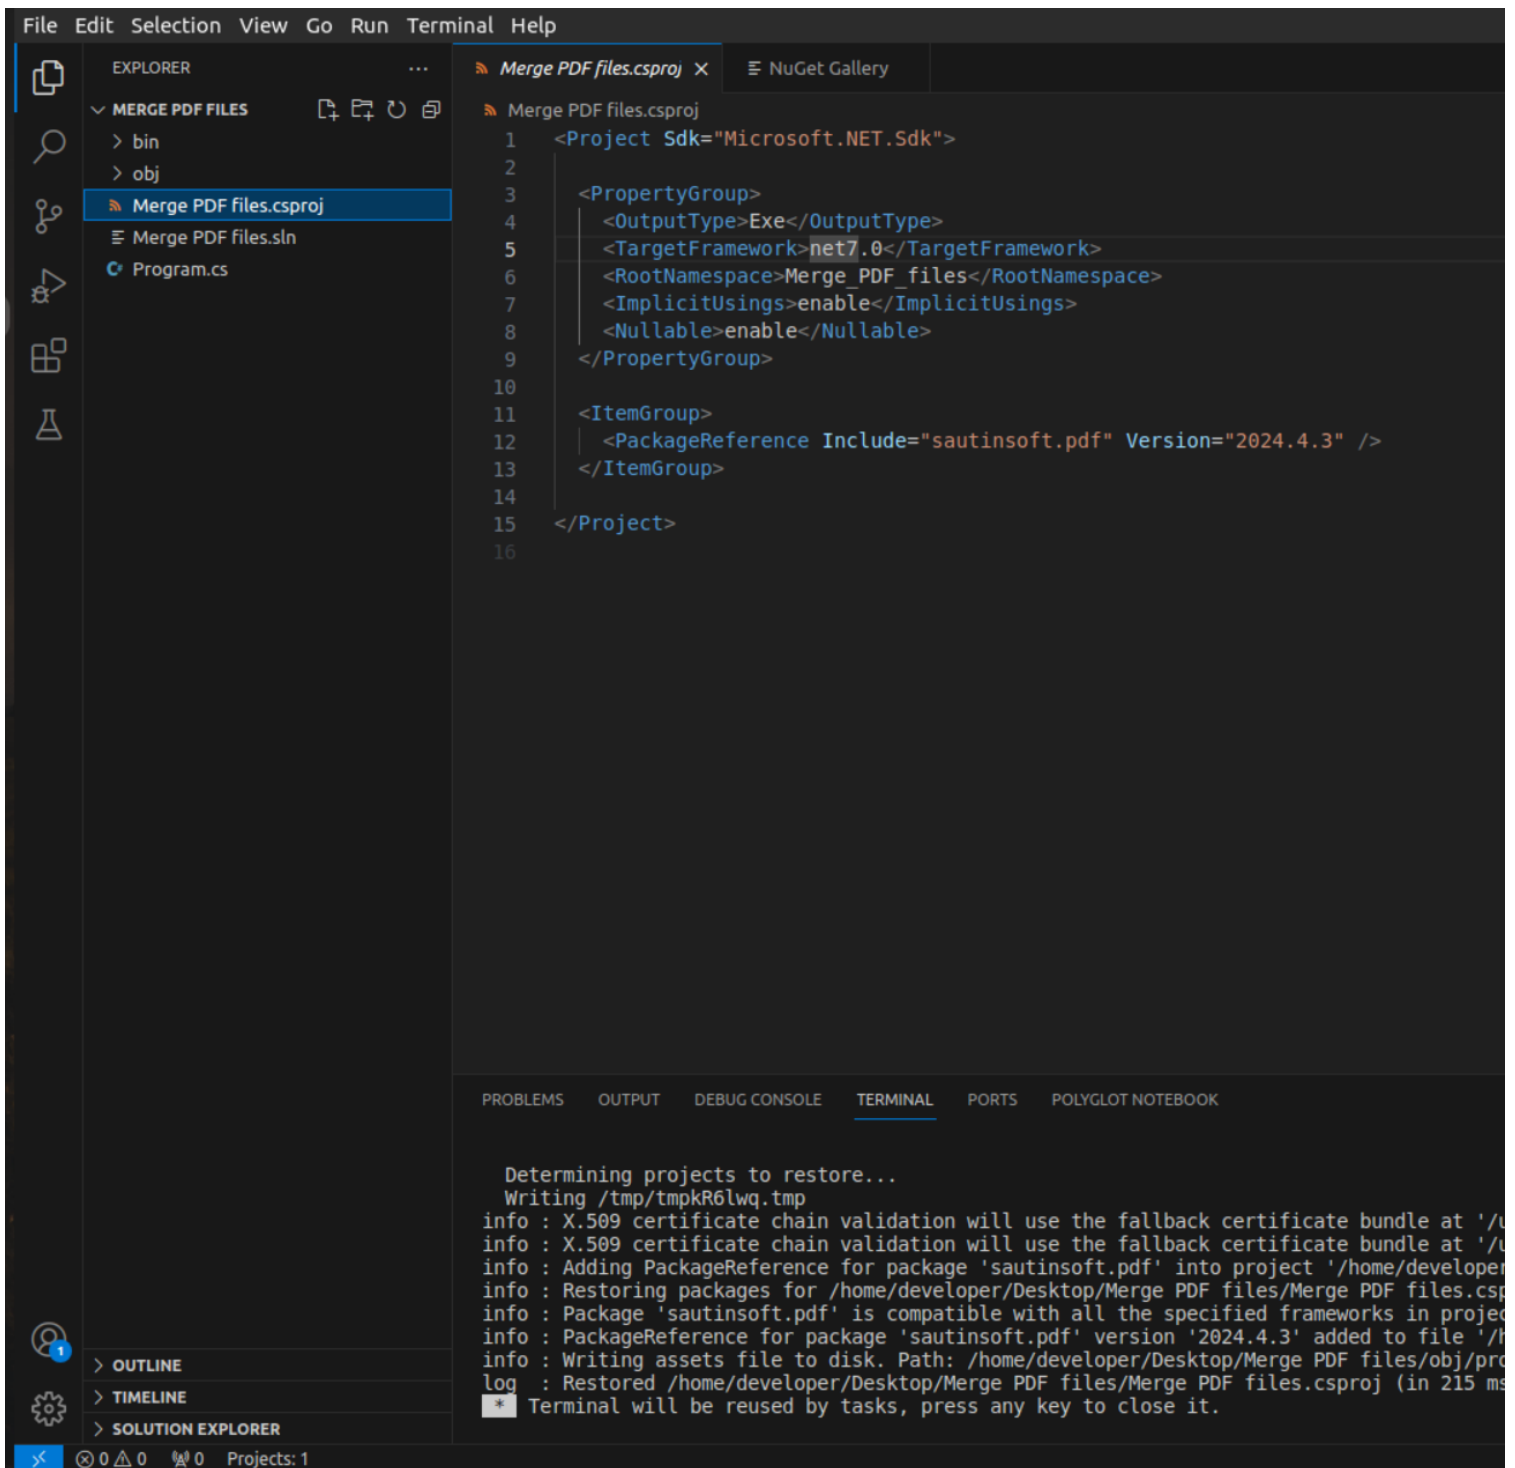 File Edit Selection View Go Run Terminal Help
EXPLORER ...
MERGE PDF FILES
bin
obj
Merge PDF files.csproj
Merge PDF files.sln
Program.cs
Merge PDF files.csproj
NuGet Gallery
Merge PDF files.csproj
1 <Project Sdk="Microsoft.NET.Sdk">
2
3 <PropertyGroup>
4 <OutputType>Exe</OutputType>
5 <TargetFramework>net7.0</TargetFramework>
6 <RootNamespace>Merge_PDF_files</RootNamespace>
7 <ImplicitUsings>enable</ImplicitUsings>
8 <Nullable>enable</Nullable>
9 </PropertyGroup>
10
11 <ItemGroup>
12 <PackageReference Include="sautinsoft.pdf" Version="2024.4.3" />
13 </ItemGroup>
14
15 </Project>
16
PROBLEMS OUTPUT DEBUG CONSOLE TERMINAL PORTS POLYGLOT NOTEBOOK
Determining projects to restore...
Writing /tmp/tmpkR6lwq.tmp
info : X.509 certificate chain validation will use the fallback certificate bundle at '/u
info : X.509 certificate chain validation will use the fallback certificate bundle at '/u
info : Adding PackageReference for package 'sautinsoft.pdf' into project '/home/developer
info : Restoring packages for /home/developer/Desktop/Merge PDF files/Merge PDF files.csp
info : Package 'sautinsoft.pdf' is compatible with all the specified frameworks in projec
info : PackageReference for package 'sautinsoft.pdf' version '2024.4.3' added to file '/h
info : Writing assets file to disk. Path: /home/developer/Desktop/Merge PDF files/obj/pro
log : Restored /home/developer/Desktop/Merge PDF files/Merge PDF files.csproj (in 215 ms
* Terminal will be reused by tasks, press any key to close it.
1
OUTLINE
TIMELINE
SOLUTION EXPLORER
0 0 0 Projects: 1